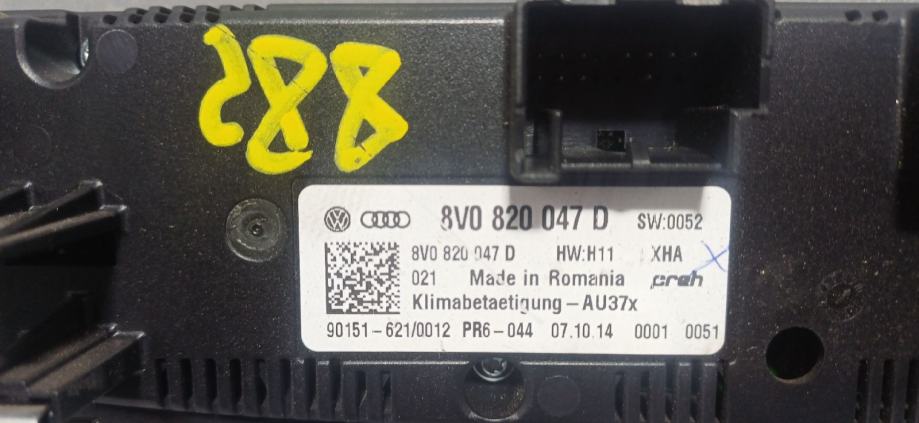 288
8V0 820 047 D SW:0052
8V0 820 047 D HW:H11 XHA
021 Made in Romania preh
Klimabetaetigung-AU37x
90151-621/0012 PR6-044 07.10.14 0001 0051